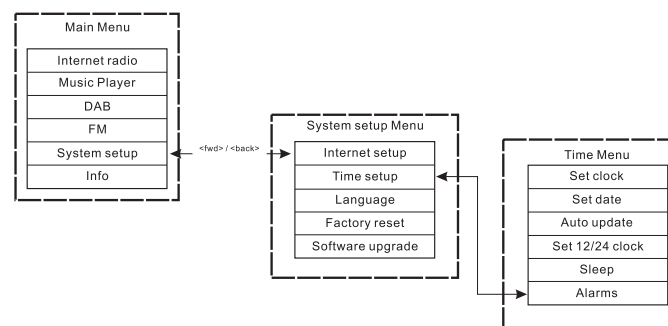 Main Menu
Internet radio
Music Player
DAB
FM
System setup
Info
<fwd> / <back>
System setup Menu
Internet setup
Time setup
Language
Factory reset
Software upgrade
Time Menu
Set clock
Set date
Auto update
Set 12/24 clock
Sleep
Alarms